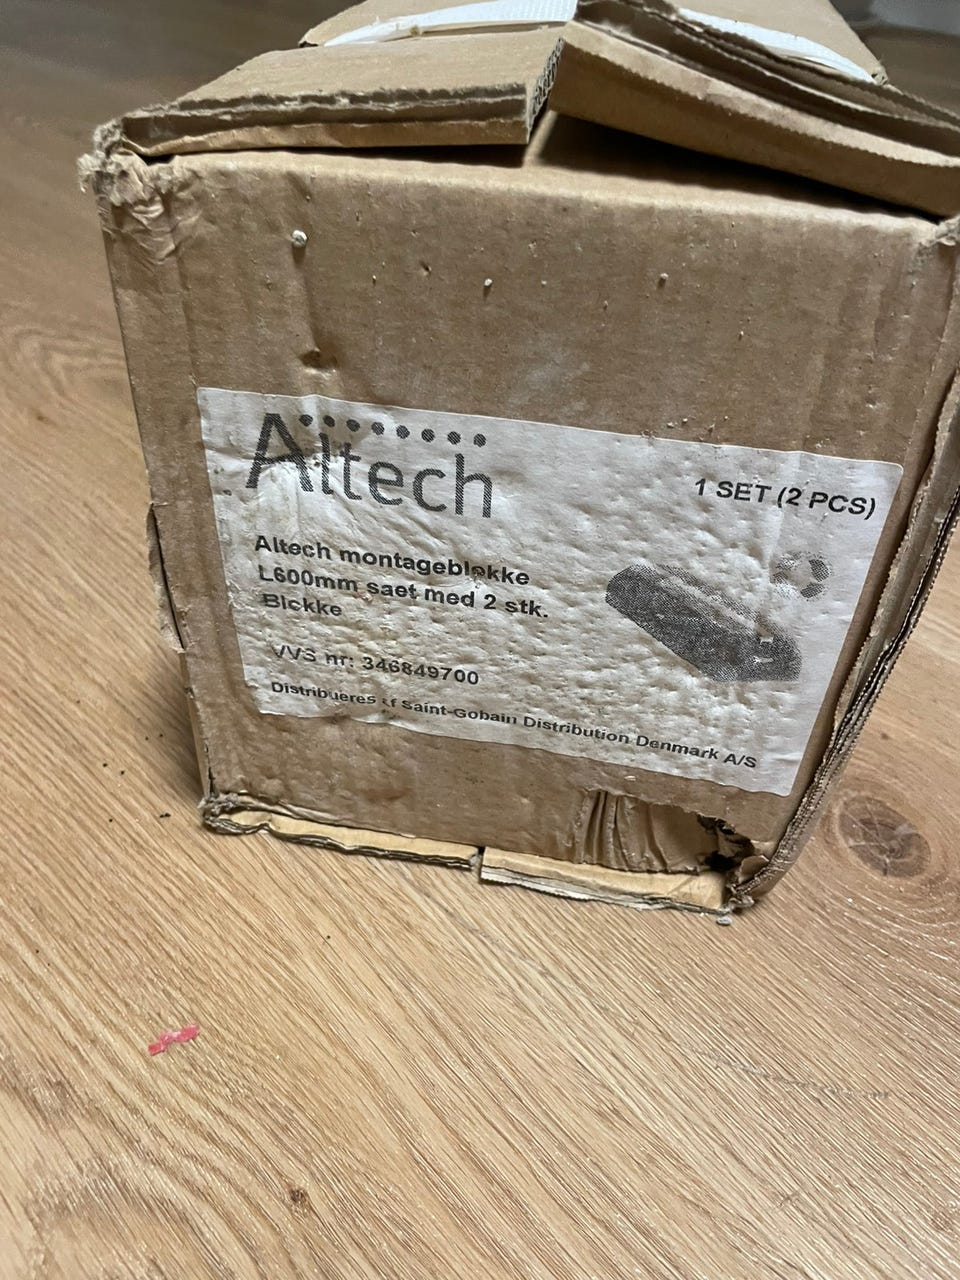 Altech
1 SET (2 PCS)
Altech montageblokke
L600mm saet med 2 stk.
Blokke
VVS nr: 346849700
Distribueres af Saint-Gobain Distribution Denmark A/S